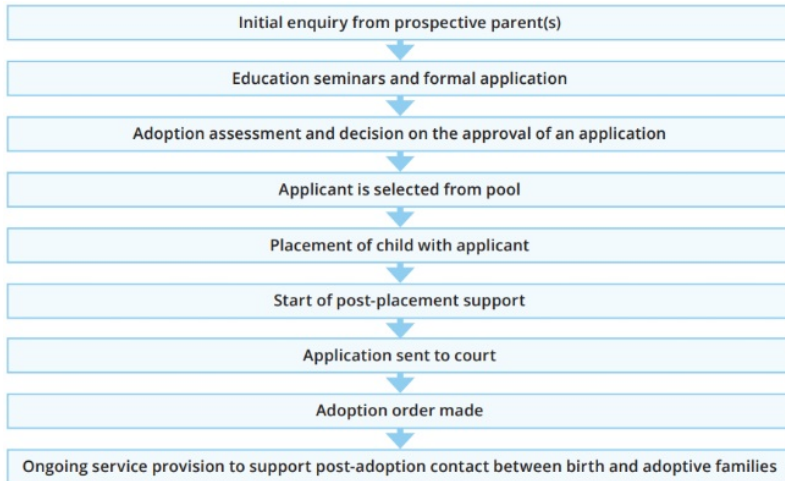 Initial enquiry from prospective parent(s)
Education seminars and formal application
Adoption assessment and decision on the approval of an application
Applicant is selected from pool
Placement of child with applicant
Start of post-placement support
Application sent to court
Adoption order made
Ongoing service provision to support post-adoption contact between birth and adoptive families